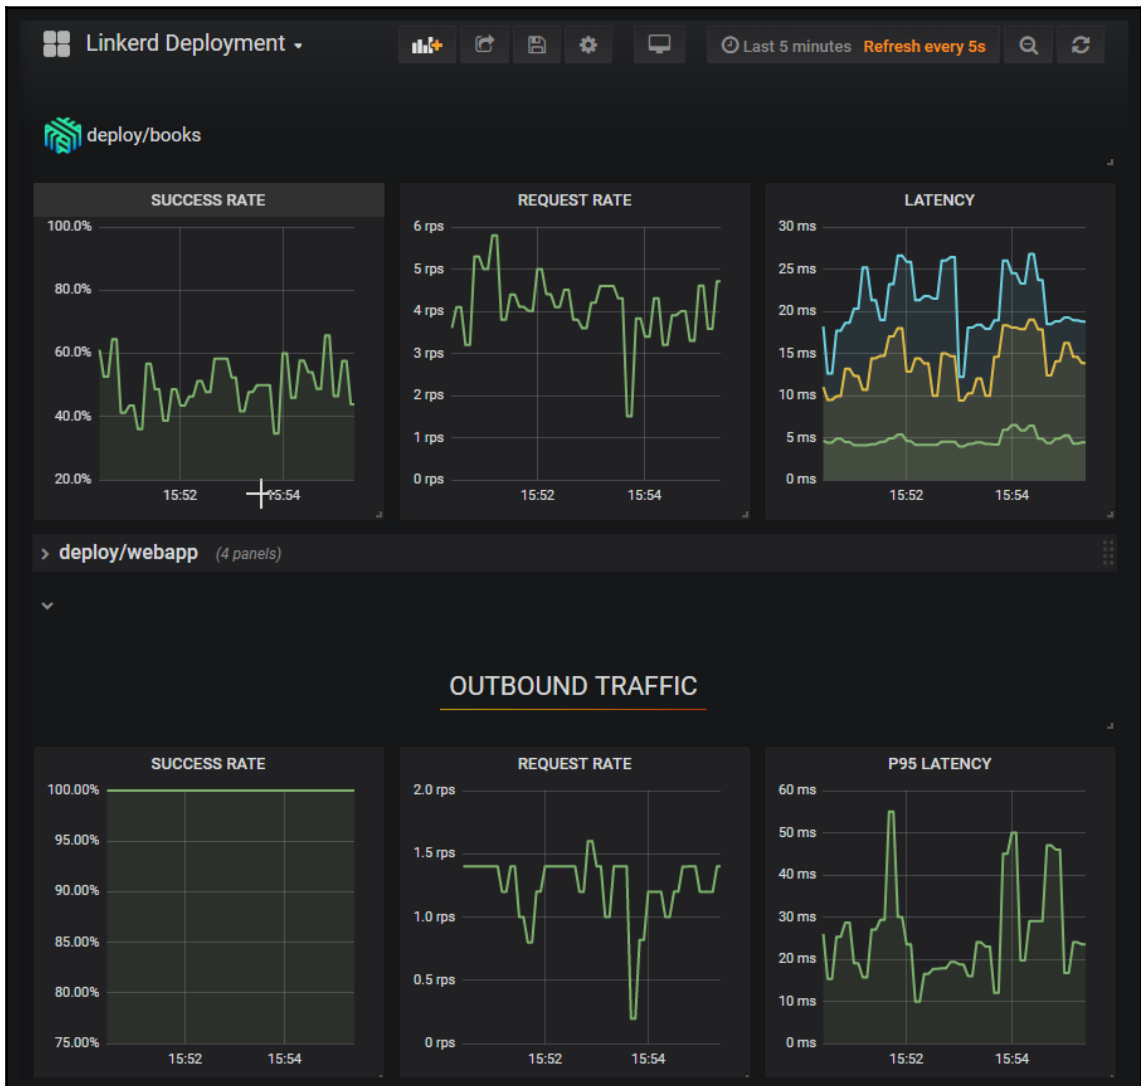 Linkerd Deployment
Last 5 minutes Refresh every 5s
deploy/books
SUCCESS RATE
100.0%
80.0%
60.0%
40.0%
20.0%
15:52
15:54
REQUEST RATE
6 rps
5 rps
4 rps
3 rps
2 rps
1 rps
0 rps
15:52
15:54
LATENCY
30 ms
25 ms
20 ms
15 ms
10 ms
5 ms
0 ms
15:52
15:54
deploy/webapp (4 panels)
OUTBOUND TRAFFIC
SUCCESS RATE
100.00%
95.00%
90.00%
85.00%
80.00%
75.00%
15:52
15:54
REQUEST RATE
2.0 rps
1.5 rps
1.0 rps
0.5 rps
0 rps
15:52
15:54
P95 LATENCY
60 ms
50 ms
40 ms
30 ms
20 ms
10 ms
0 ms
15:52
15:54